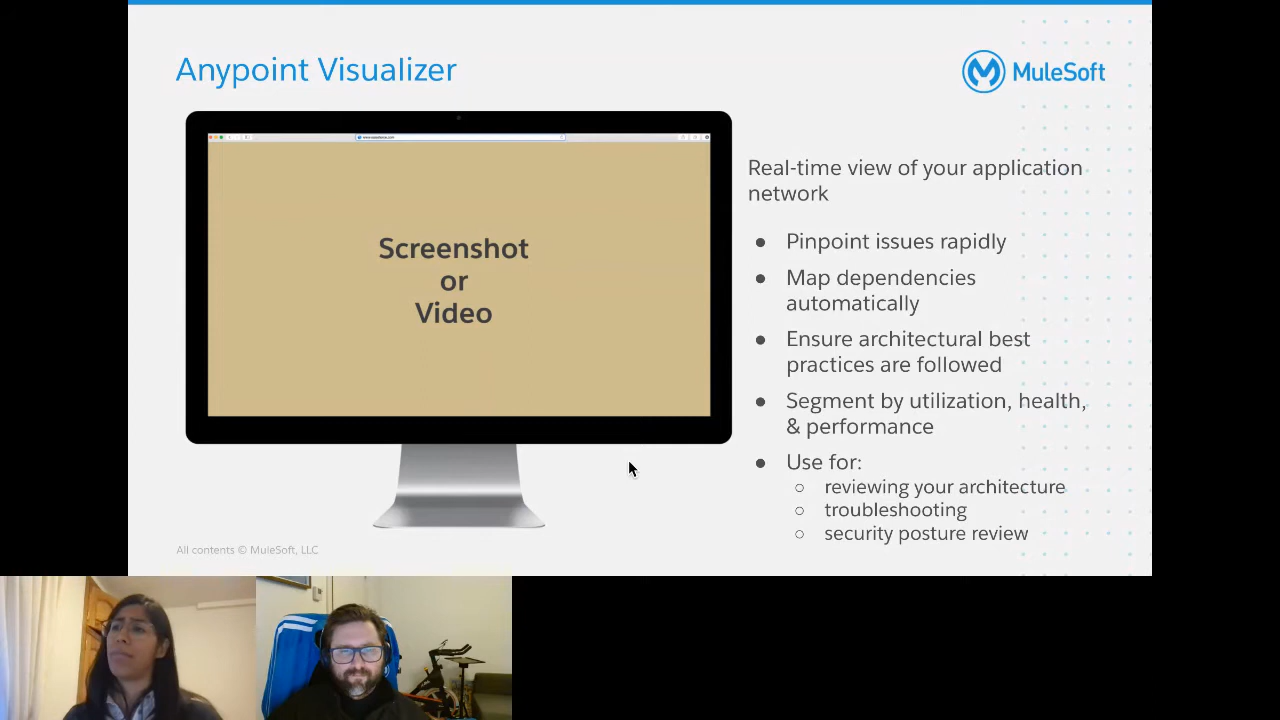 Anypoint Visualizer
MuleSoft
Screenshot
or
Video
Real-time view of your application
network
● Pinpoint issues rapidly
● Map dependencies
automatically
● Ensure architectural best
practices are followed
● Segment by utilization, health,
& performance
● Use for:
○ reviewing your architecture
○ troubleshooting
○ security posture review
All contents © MuleSoft, LLC